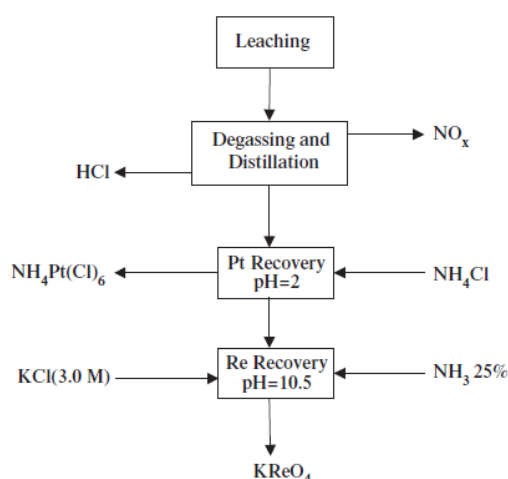 Leaching
Degassing and
Distillation
NOx
HCl
Pt Recovery
pH=2
NH4Pt(Cl)6
NH4Cl
Re Recovery
pH=10.5
KCl(3.0 M)
NH3 25%
KReO4